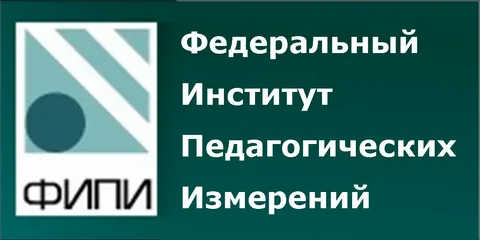 ФИПИ
Федеральный
Институт
Педагогических
Измерений